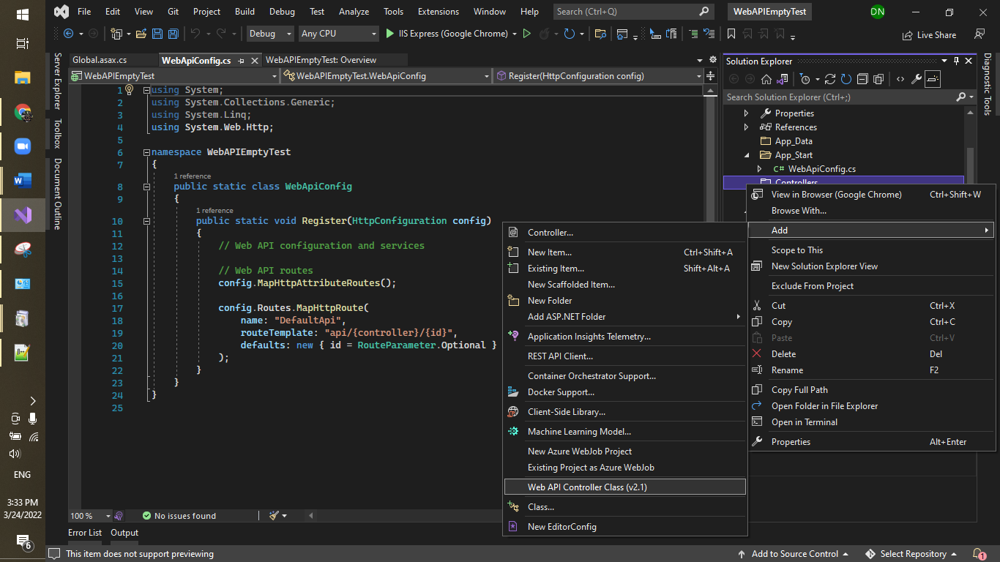 File Edit View Git Project Build Debug Test Analyze Tools Extensions Window Help Search (Ctrl+Q) WebAPIEmptyTest DN
Debug Any CPU IIS Express (Google Chrome) Live Share
Server Explorer
Toolbox
Document Outline
Global.asax.cs WebApiConfig.cs WebAPIEmptyTest: Overview
WebAPIEmptyTest WebAPIEmptyTest.WebApiConfig Register(HttpConfiguration config)
1 using System;
2 using System.Collections.Generic;
3 using System.Linq;
4 using System.Web.Http;
5
6 namespace WebAPIEmptyTest
7 {
1 reference
8 public static class WebApiConfig
9 {
1 reference
10 public static void Register(HttpConfiguration config)
11 {
12 // Web API configuration and services
13
14 // Web API routes
15 config.MapHttpAttributeRoutes();
16
17 config.Routes.MapHttpRoute(
18 name: "DefaultApi",
19 routeTemplate: "api/{controller}/{id}",
20 defaults: new { id = RouteParameter.Optional }
21 );
22 }
23 }
24 }
25
Solution Explorer
Search Solution Explorer (Ctrl+;)
Properties
References
App_Data
App_Start
C# WebApiConfig.cs
Controllers
Diagnostic Tools
View in Browser (Google Chrome) Ctrl+Shift+W
Browse With...
Add
Scope to This
New Solution Explorer View
Exclude From Project
Cut Ctrl+X
Copy Ctrl+C
Paste Ctrl+V
Delete Del
Rename F2
Copy Full Path
Open Folder in File Explorer
Open in Terminal
Properties Alt+Enter
Controller...
New Item... Ctrl+Shift+A
Existing Item... Shift+Alt+A
New Scaffolded Item...
New Folder
Add ASP.NET Folder
Application Insights Telemetry...
REST API Client...
Container Orchestrator Support...
Docker Support...
Client-Side Library...
Machine Learning Model...
New Azure WebJob Project
Existing Project as Azure WebJob
Web API Controller Class (v2.1)
Class...
New EditorConfig
100 % No issues found
Error List Output
This item does not support previewing Add to Source Control Select Repository 1
ENG
3:33 PM
3/24/2022
6